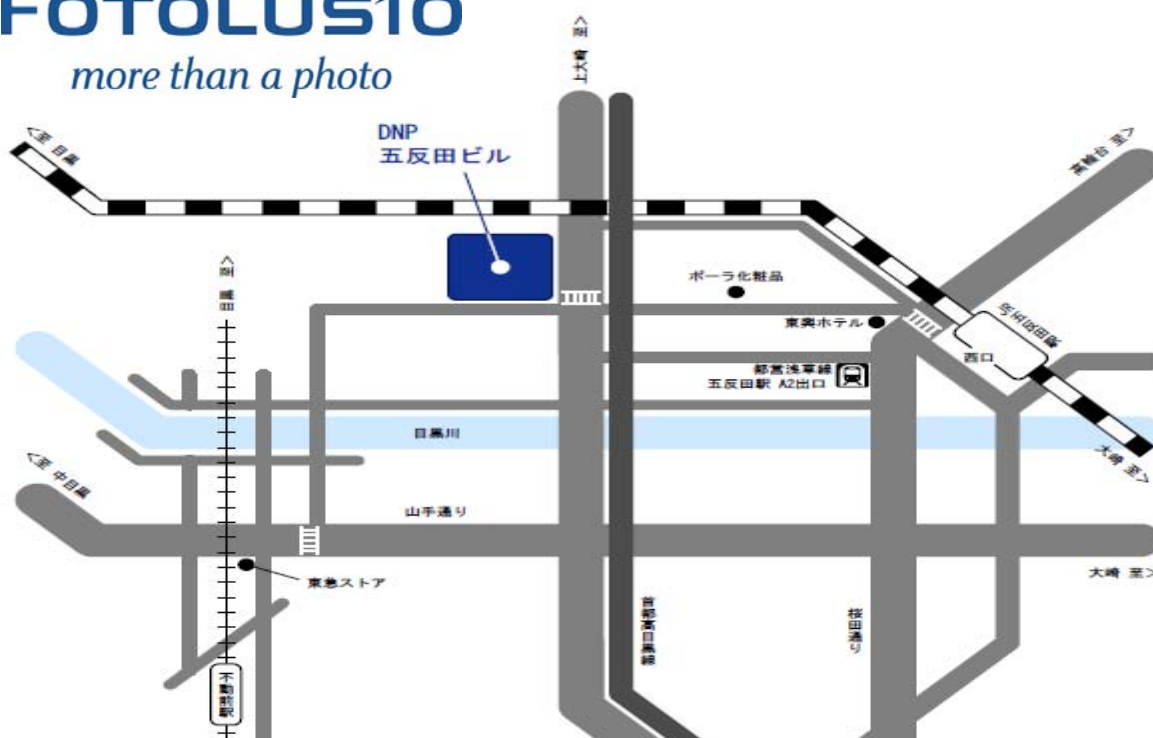 FOTOLUSIO
more than a photo
上大崎 至>
DNP
五反田ビル
<至 目黒
高輪台 至>
目黒 至>
ポーラ化粧品
東興ホテル
西口
都営浅草線
五反田駅 A2出口
目黒川
大崎 至>
<至 中目黒
山手通り
東急ストア
大崎 至>
首都高目黒線
桜田通り
不動前駅